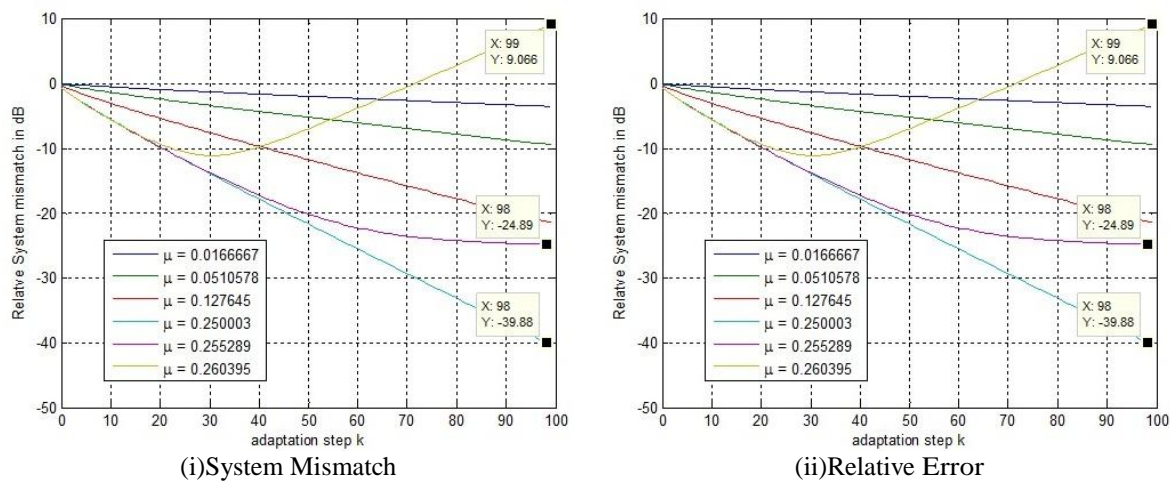 10
0
-10
-20
-30
-40
-50
Relatve System mismatch in dB
X: 99
Y: 9.066
X: 98
Y: -24.89
X: 98
Y: -39.88
μ = 0.0166667
μ = 0.0510578
μ = 0.127645
μ = 0.250003
μ = 0.255289
μ = 0.260395
0 10 20 30 40 50 60 70 80 90 100
adaptation step k
(i)System Mismatch
10
0
-10
-20
-30
-40
-50
Relatve System mismatch in dB
X: 99
Y: 9.066
X: 98
Y: -24.89
X: 98
Y: -39.88
μ = 0.0166667
μ = 0.0510578
μ = 0.127645
μ = 0.250003
μ = 0.255289
μ = 0.260395
0 10 20 30 40 50 60 70 80 90 100
adaptation step k
(ii)Relative Error